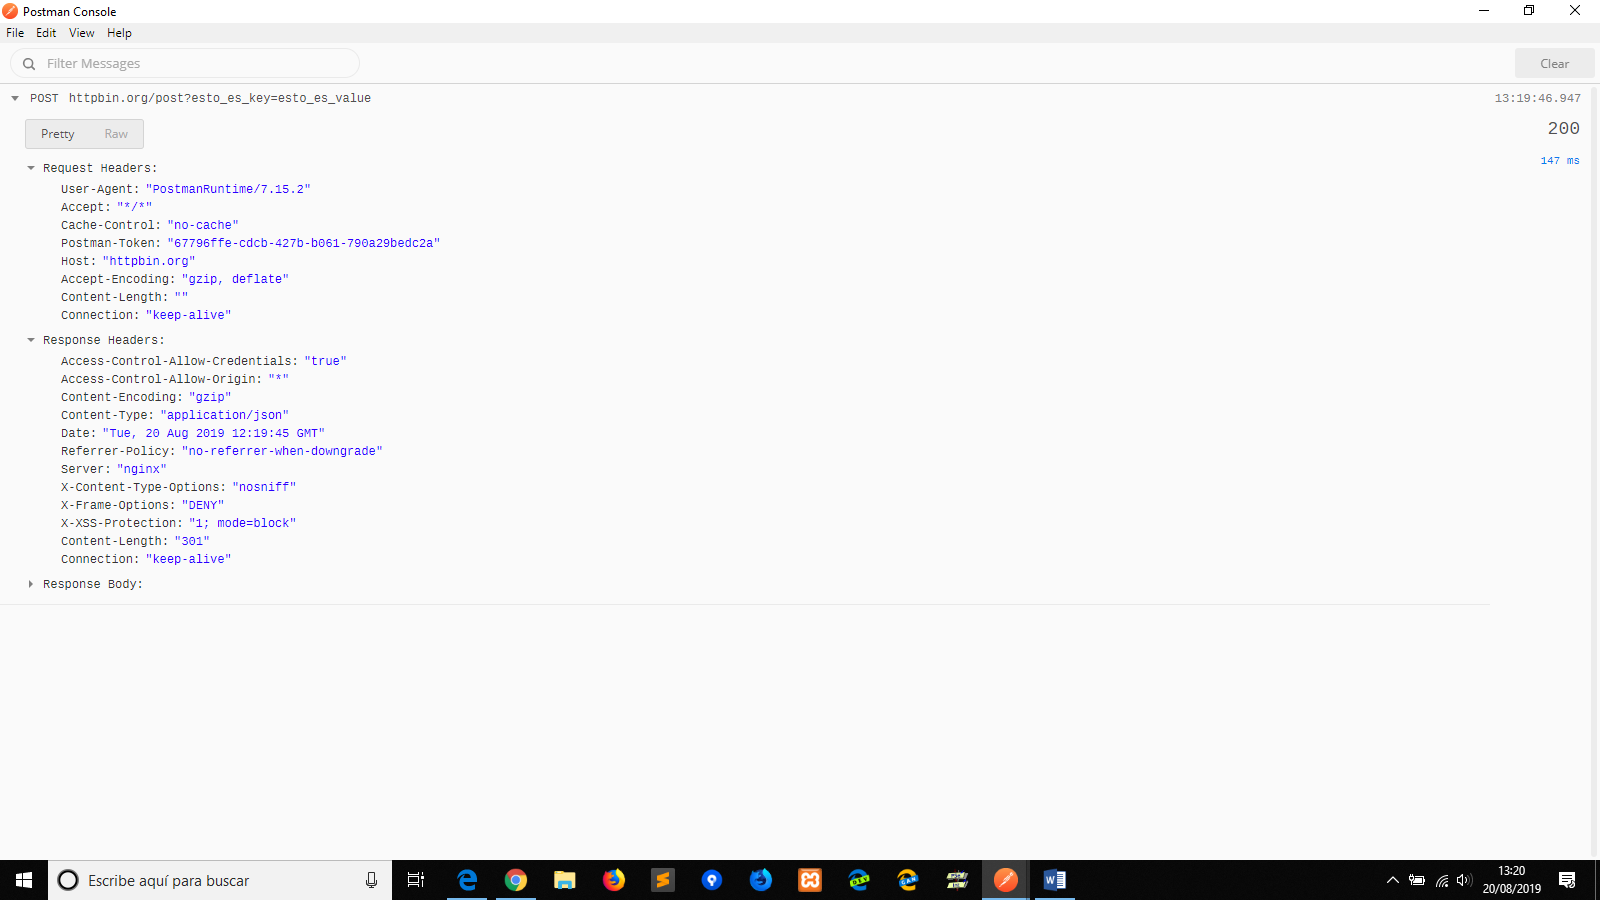 Postman Console
File Edit View Help
Filter Messages
Clear
POST httpbin.org/post?esto_es_key=esto_es_value
13:19:46.947
Pretty Raw
200
147 ms
Request Headers:
User-Agent: "PostmanRuntime/7.15.2"
Accept: "*/*"
Cache-Control: "no-cache"
Postman-Token: "67796ffe-cdcb-427b-b061-790a29bedc2a"
Host: "httpbin.org"
Accept-Encoding: "gzip, deflate"
Content-Length: ""
Connection: "keep-alive"
Response Headers:
Access-Control-Allow-Credentials: "true"
Access-Control-Allow-Origin: "*"
Content-Encoding: "gzip"
Content-Type: "application/json"
Date: "Tue, 20 Aug 2019 12:19:45 GMT"
Referrer-Policy: "no-referrer-when-downgrade"
Server: "nginx"
X-Content-Type-Options: "nosniff"
X-Frame-Options: "DENY"
X-XSS-Protection: "1; mode=block"
Content-Length: "301"
Connection: "keep-alive"
Response Body:
Escribe aquí para buscar
DEV
CAN
13:20
20/08/2019